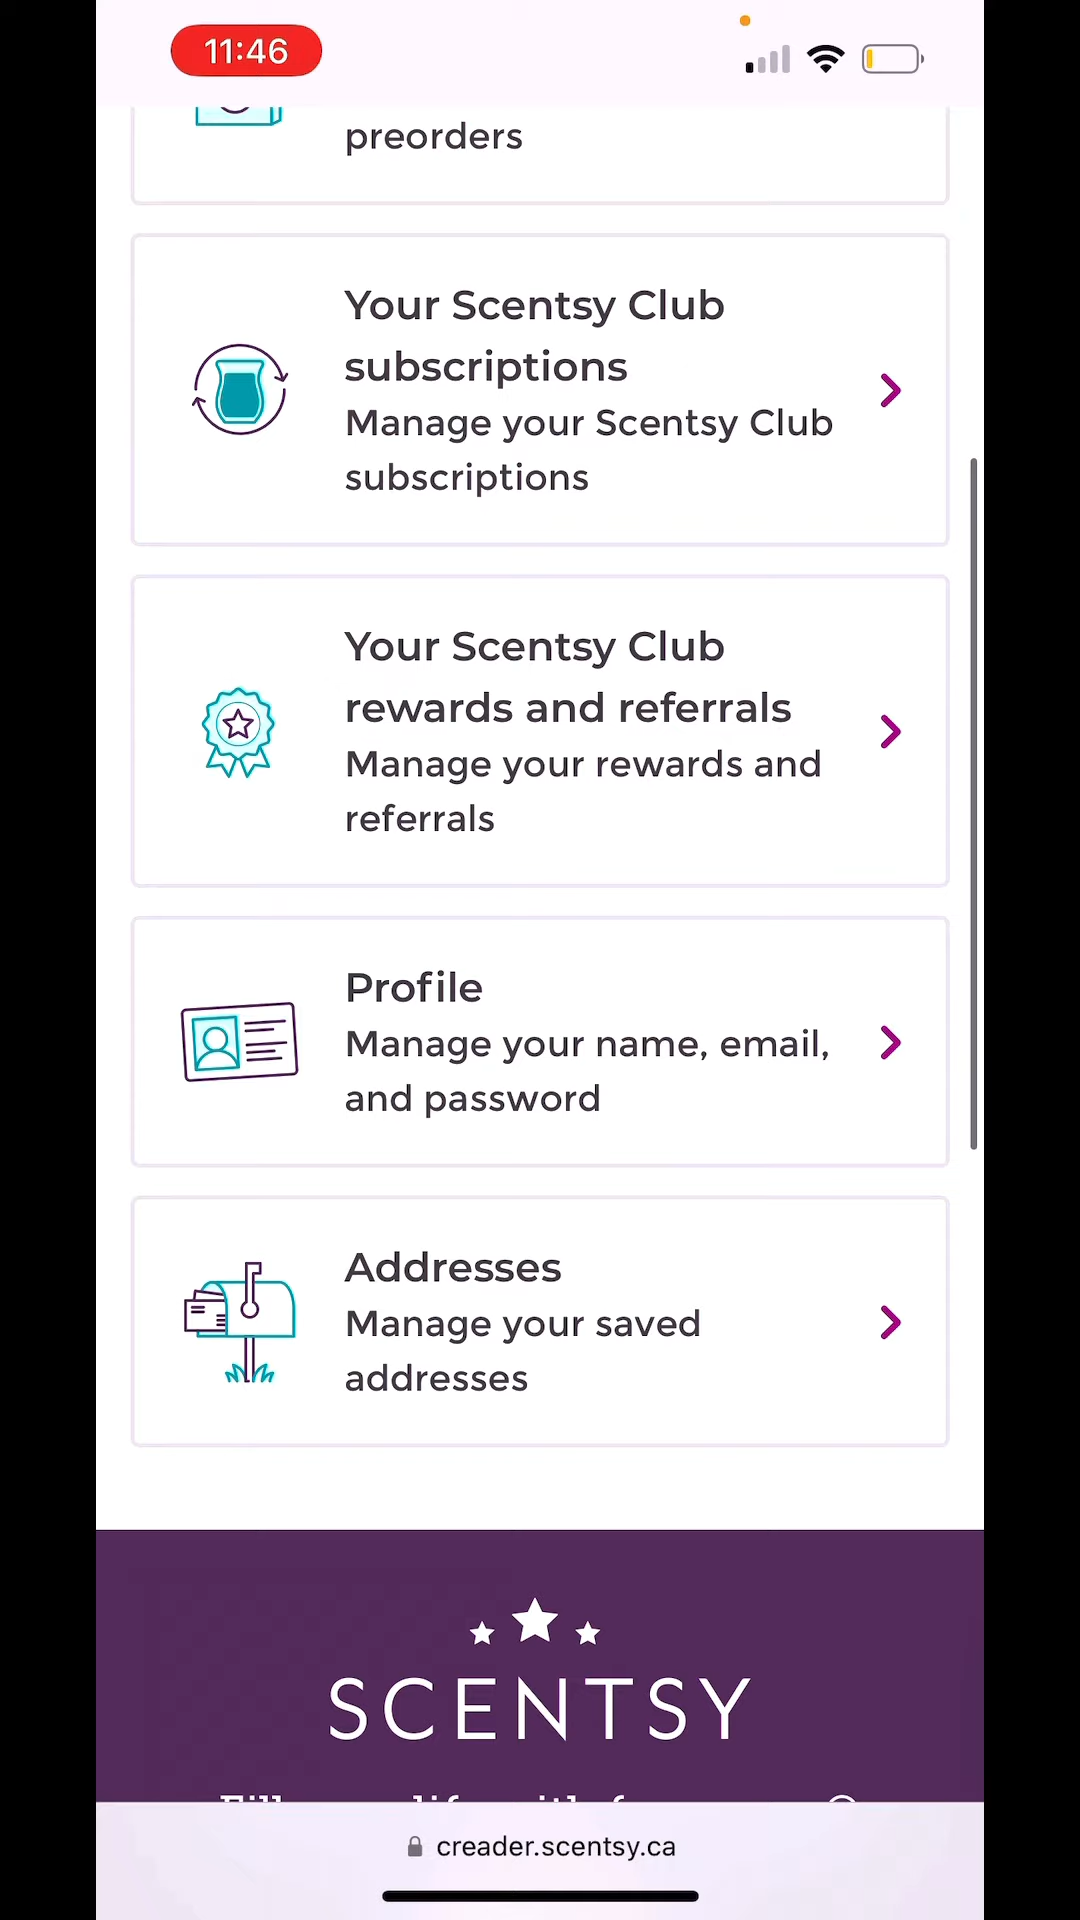 11:46
preorders
Your Scentsy Club
subscriptions
Manage your Scentsy Club
subscriptions
Your Scentsy Club
rewards and referrals
Manage your rewards and
referrals
Profile
Manage your name, email,
and password
Addresses
Manage your saved
addresses
SCENTSY
creader.scentsy.ca